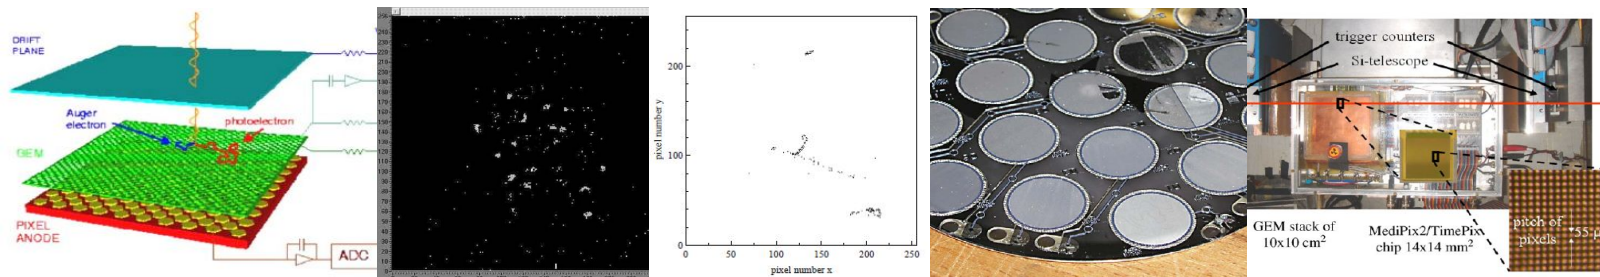 DRIFT
PLANE
Auger
electron
photoelectron
GEM
PIXEL
ANODE
ADC
pixel number y
200
150
100
50
0
0
50
100
150
200
250
pixel number x
trigger counters
Si-telescope
GEM stack of
10x10 cm²
MediPix2/TimePix
chip 14x14 mm²
pitch of
pixels
55 µ